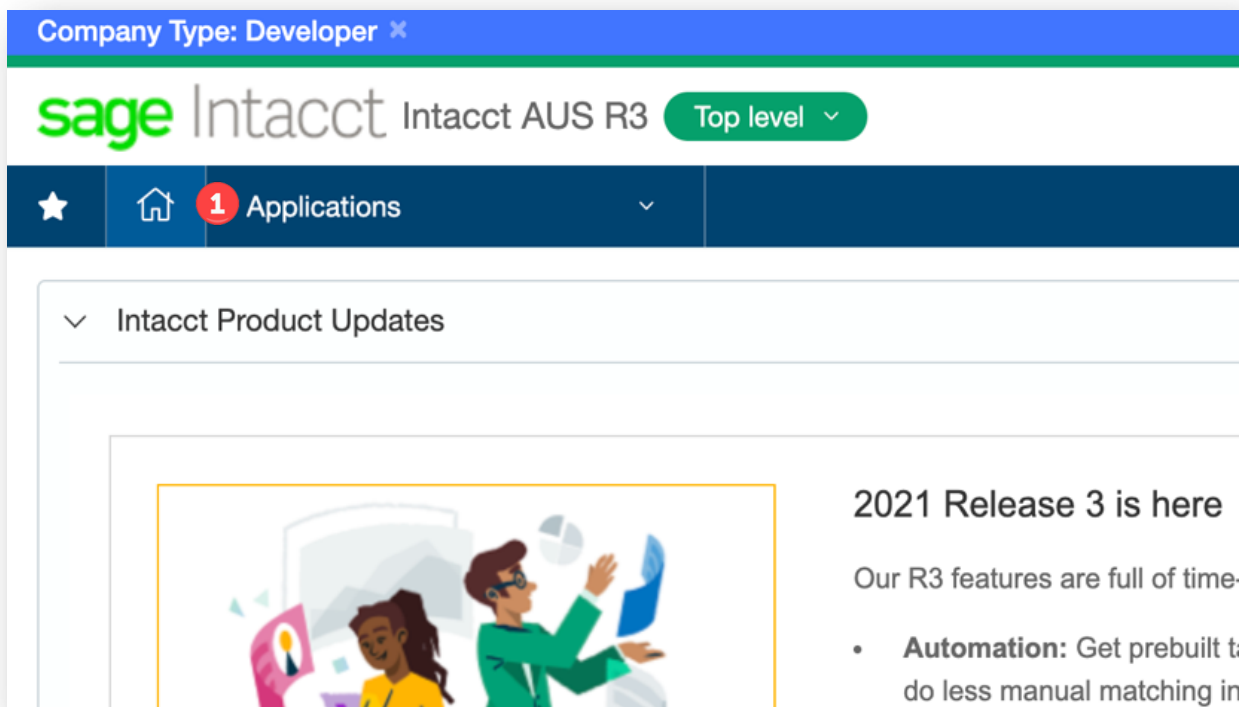 Company Type: Developer
sage Intacct Intacct AUS R3 Top level
1 Applications
Intacct Product Updates
2021 Release 3 is here
Our R3 features are full of time-
• Automation: Get prebuilt
do less manual matching in